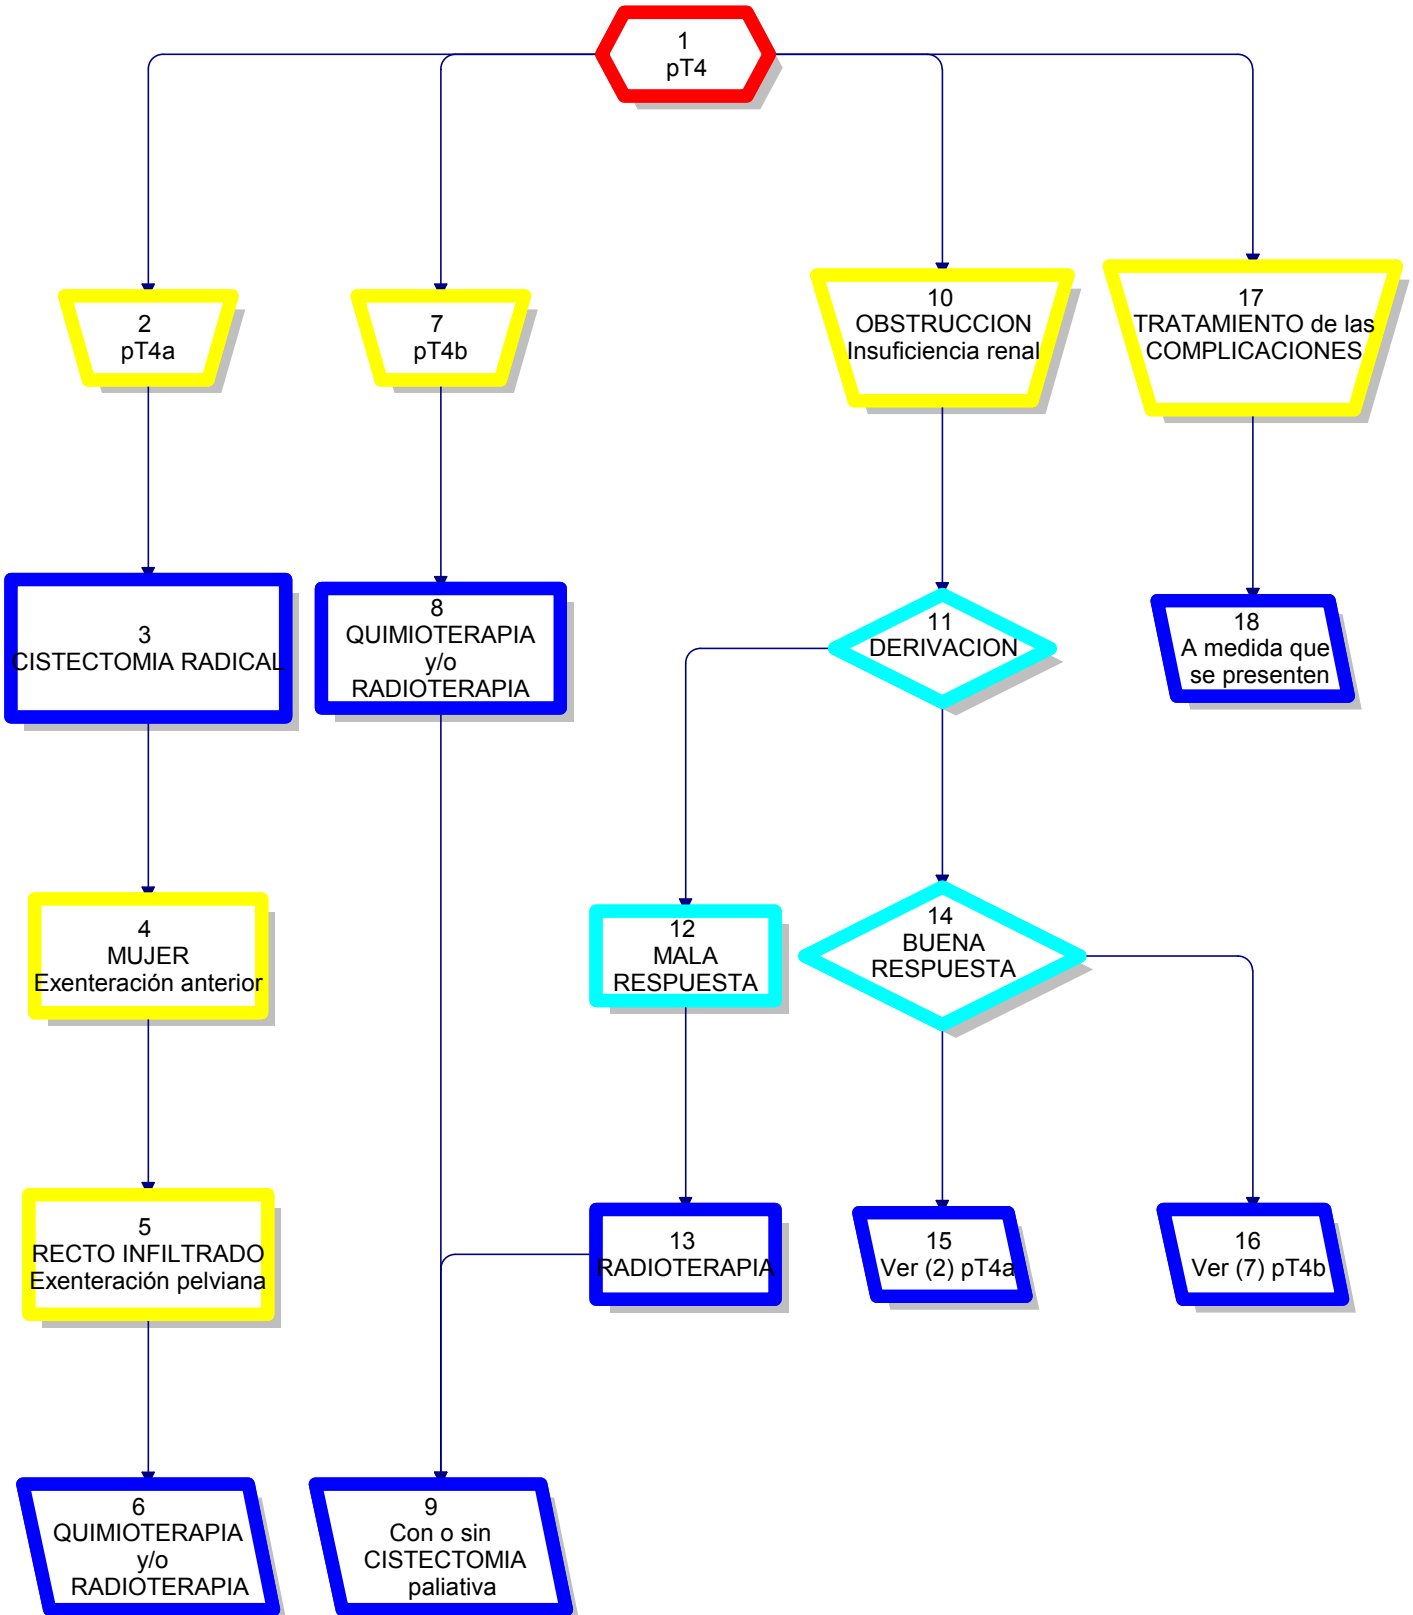 1
pT4
2
pT4a
7
pT4b
10
OBSTRUCCION
Insuficiencia renal
17
TRATAMIENTO de las
COMPLICACIONES
3
CISTECTOMIA RADICAL
8
QUIMIOTERAPIA
y/o
RADIOTERAPIA
11
DERIVACION
18
A medida que
se presenten
4
MUJER
Exenteración anterior
12
MALA
RESPUESTA
14
BUENA
RESPUESTA
5
RECTO INFILTRADO
Exenteración pelviana
13
RADIOTERAPIA
15
Ver (2) pT4a
16
Ver (7) pT4b
6
QUIMIOTERAPIA
y/o
RADIOTERAPIA
9
Con o sin
CISTECTOMIA
paliativa